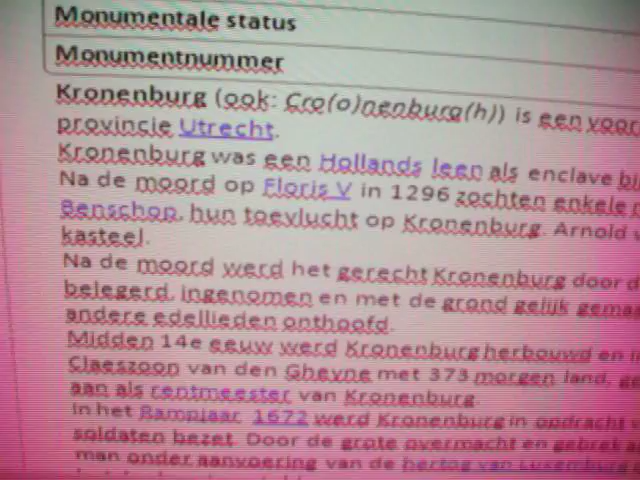 Monumentale status
Monumentnummer
Kronenburg (ook: Cro(o)nenburg(h)) is een voor
provincie Utrecht.
Kronenburg was een Hollands leen als enclave bi
Na de moord op Floris V in 1296 zochten enkele
Benschop, hun toevlucht op Kronenburg. Arnold v
kasteel.
Na de moord werd het gerecht Kronenburg door d
belegerd, ingenomen en met de grond gelijk gemaa
andere edellieden onthoofd.
Midden 14e eeuw werd Kronenburg herbouwd en
Claeszoon van den Gheyne met 373 morgen land, ge
aan als rentmeester van Kronenburg.
In het Rampjaar 1672 werd Kronenburg in opdracht
soldaten bezet. Door de grote overmacht en gebrek a
man onder aanvoering van de hertog van Luxemburg